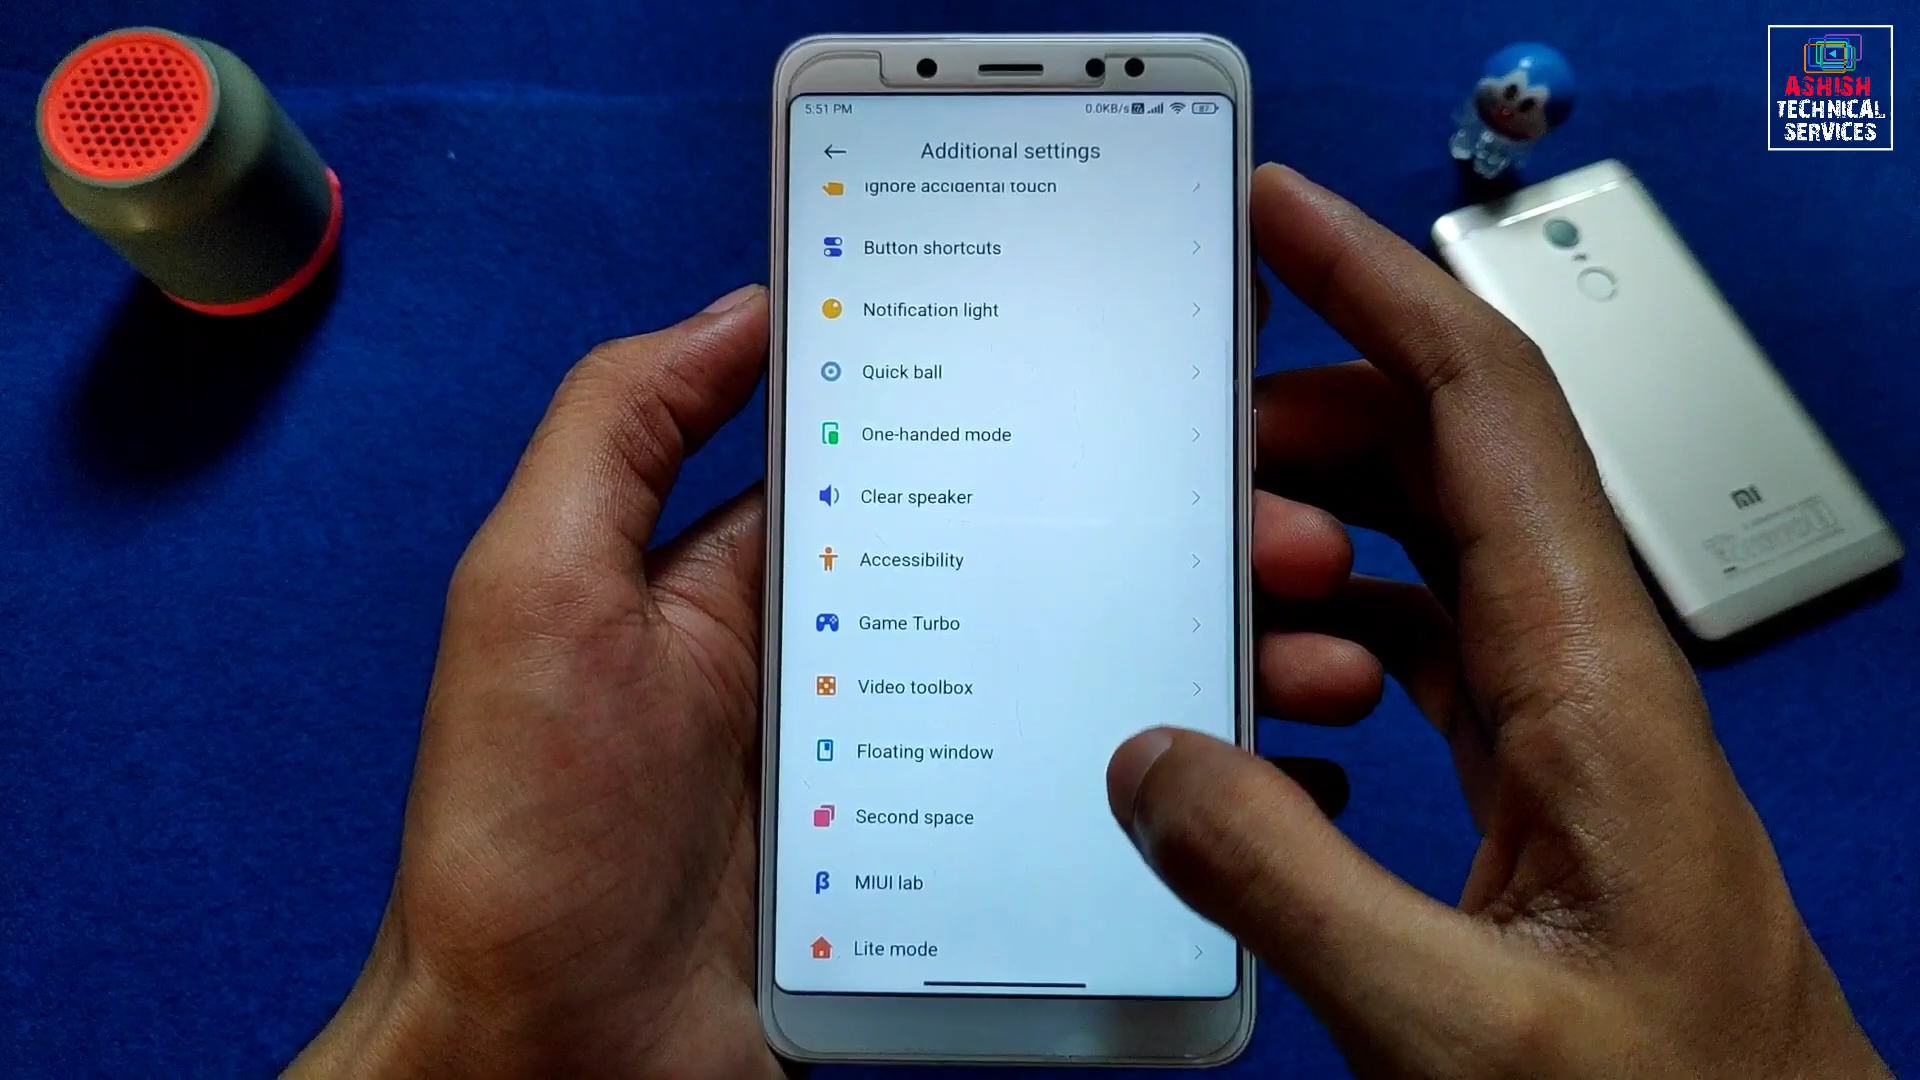 ASHISH
TECHNICAL
SERVICES
5:51 PM
0.0KB/s
87
Additional settings
Ignore accidental touch
Button shortcuts
Notification light
Quick ball
One-handed mode
Clear speaker
Accessibility
Game Turbo
Video toolbox
Floating window
Second space
β MIUI lab
Lite mode
mi